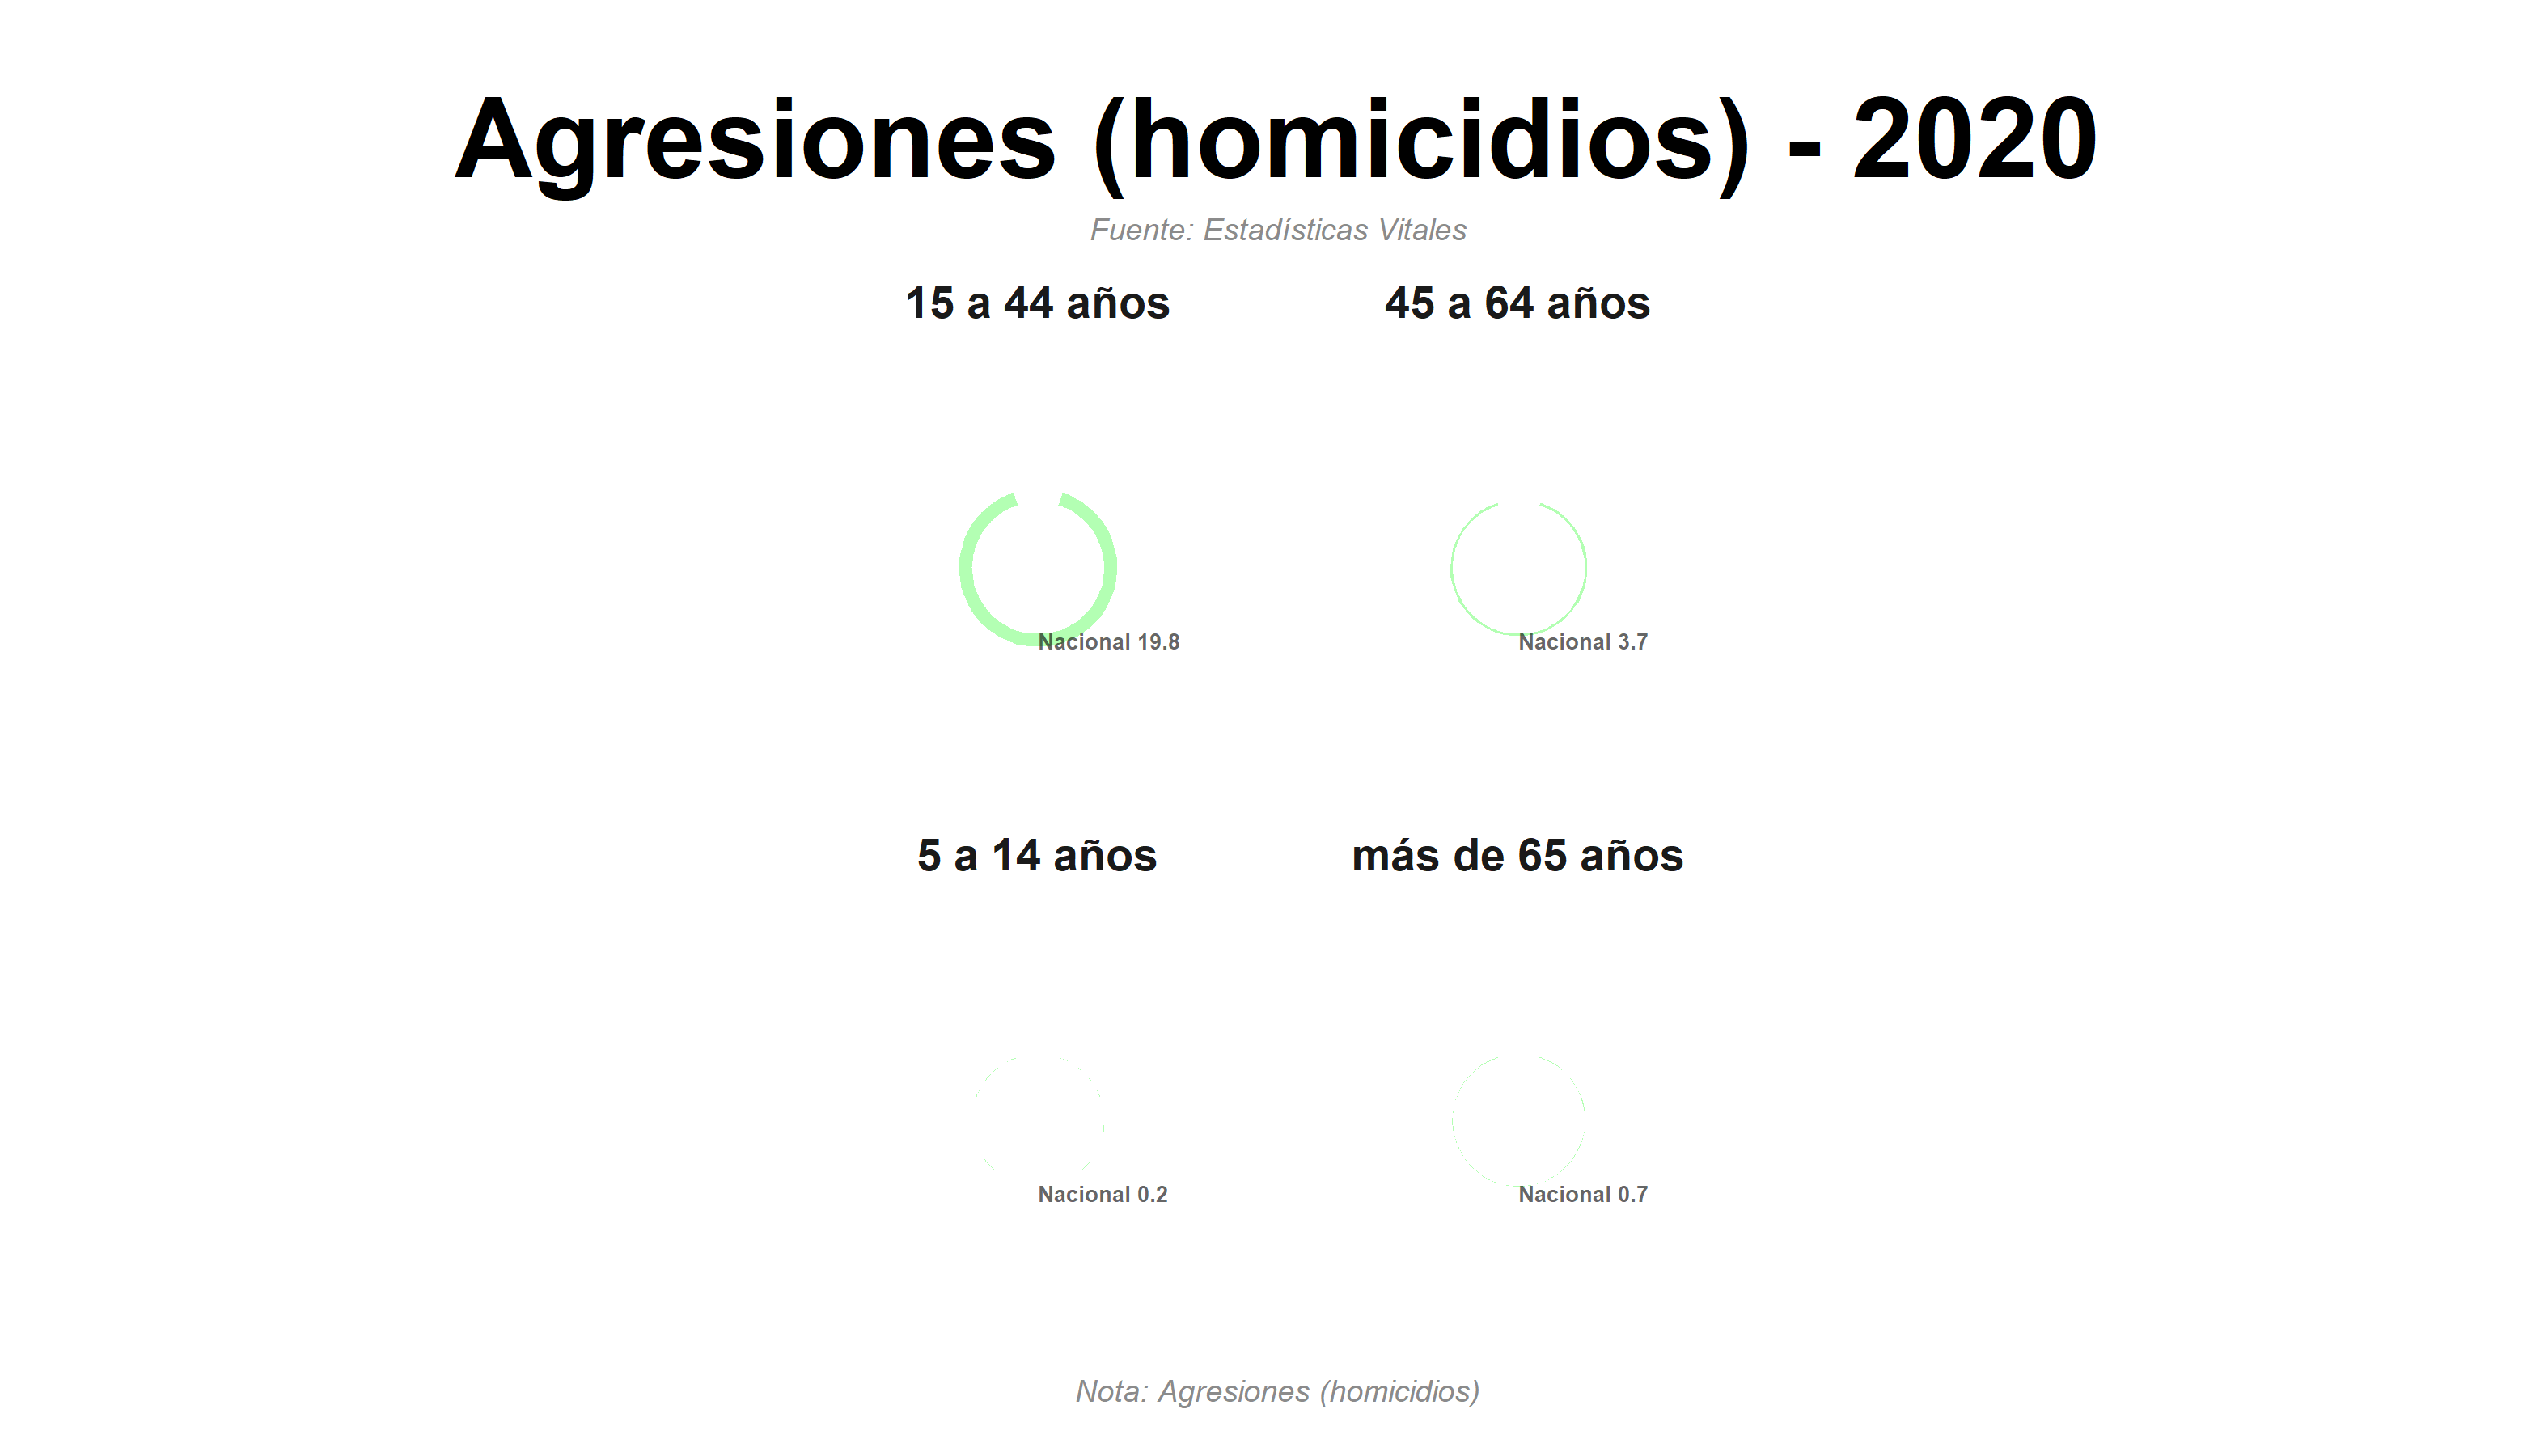 Agresiones (homicidios) - 2020
Fuente: Estadísticas Vitales
15 a 44 años
45 a 64 años
Nacional 19.8
Nacional 3.7
5 a 14 años
más de 65 años
Nacional 0.2
Nacional 0.7
Nota: Agresiones (homicidios)